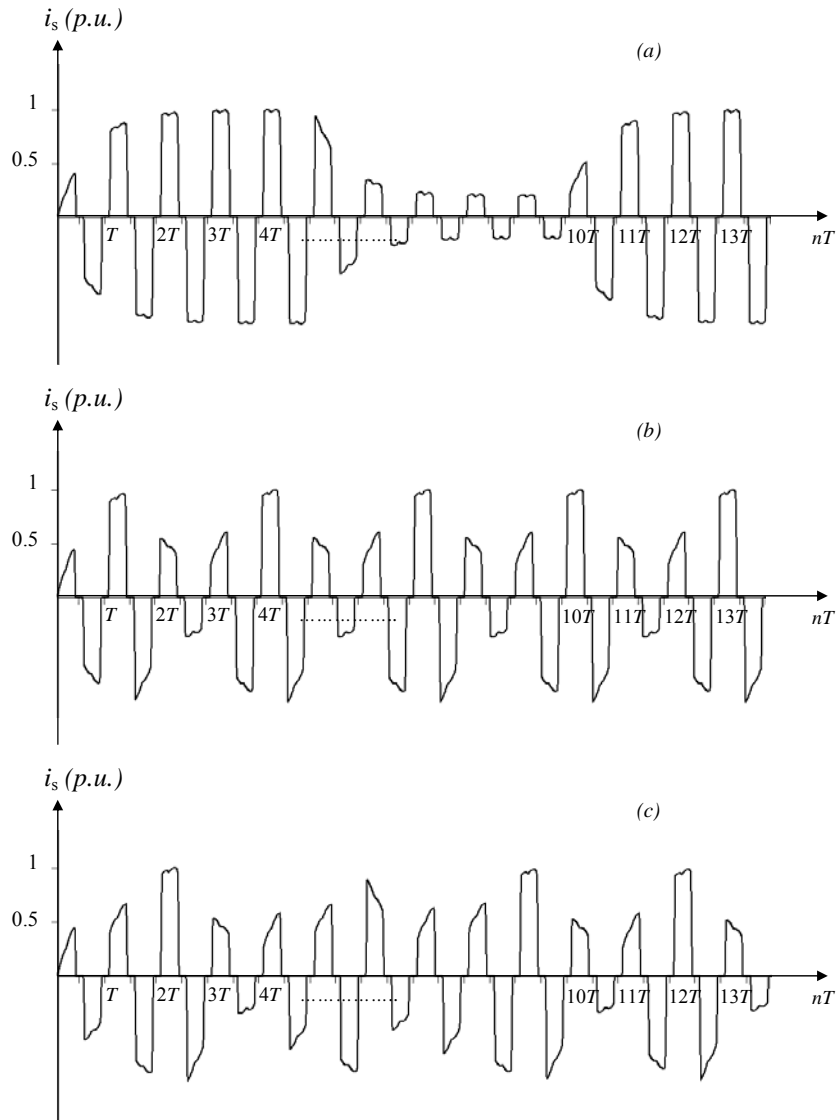 i_s (p.u.)
(a)
1
0.5
T 2T 3T 4T ................ 10T 11T 12T 13T nT
i_s (p.u.)
(b)
1
0.5
T 2T 3T 4T ................ 10T 11T 12T 13T nT
i_s (p.u.)
(c)
1
0.5
T 2T 3T 4T ................ 10T 11T 12T 13T nT